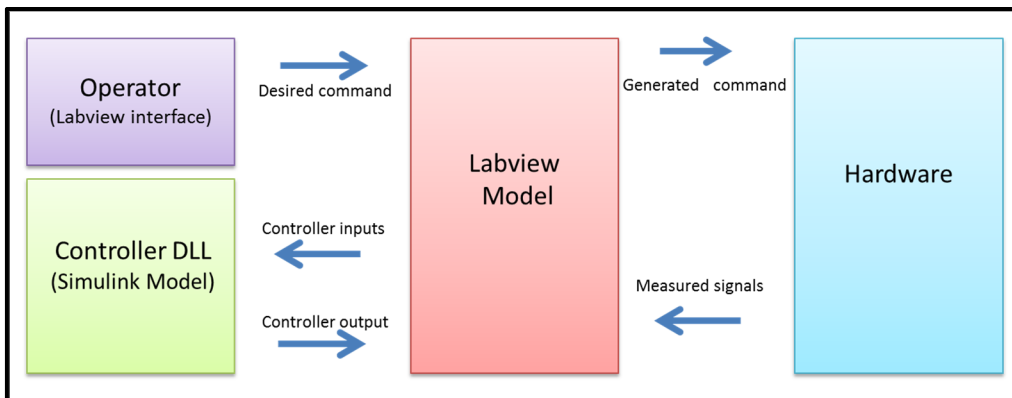 Operator
(Labview interface)
Desired command
Controller DLL
(Simulink Model)
Controller inputs
Controller output
Labview
Model
Generated command
Measured signals
Hardware